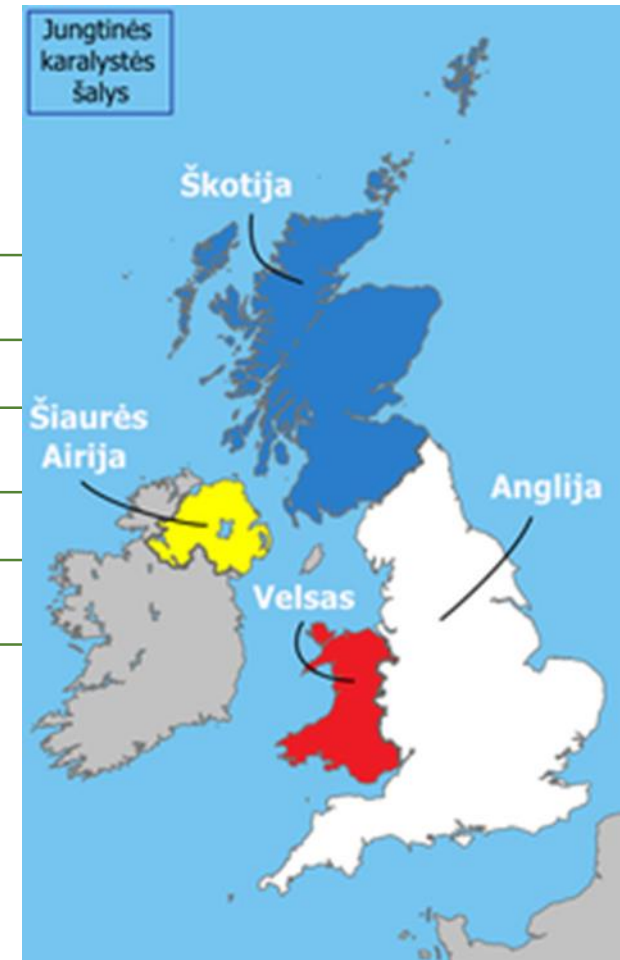 Jungtinės
karalystės
šalys
Škotija
Šiaurės
Airija
Anglija
Velsas